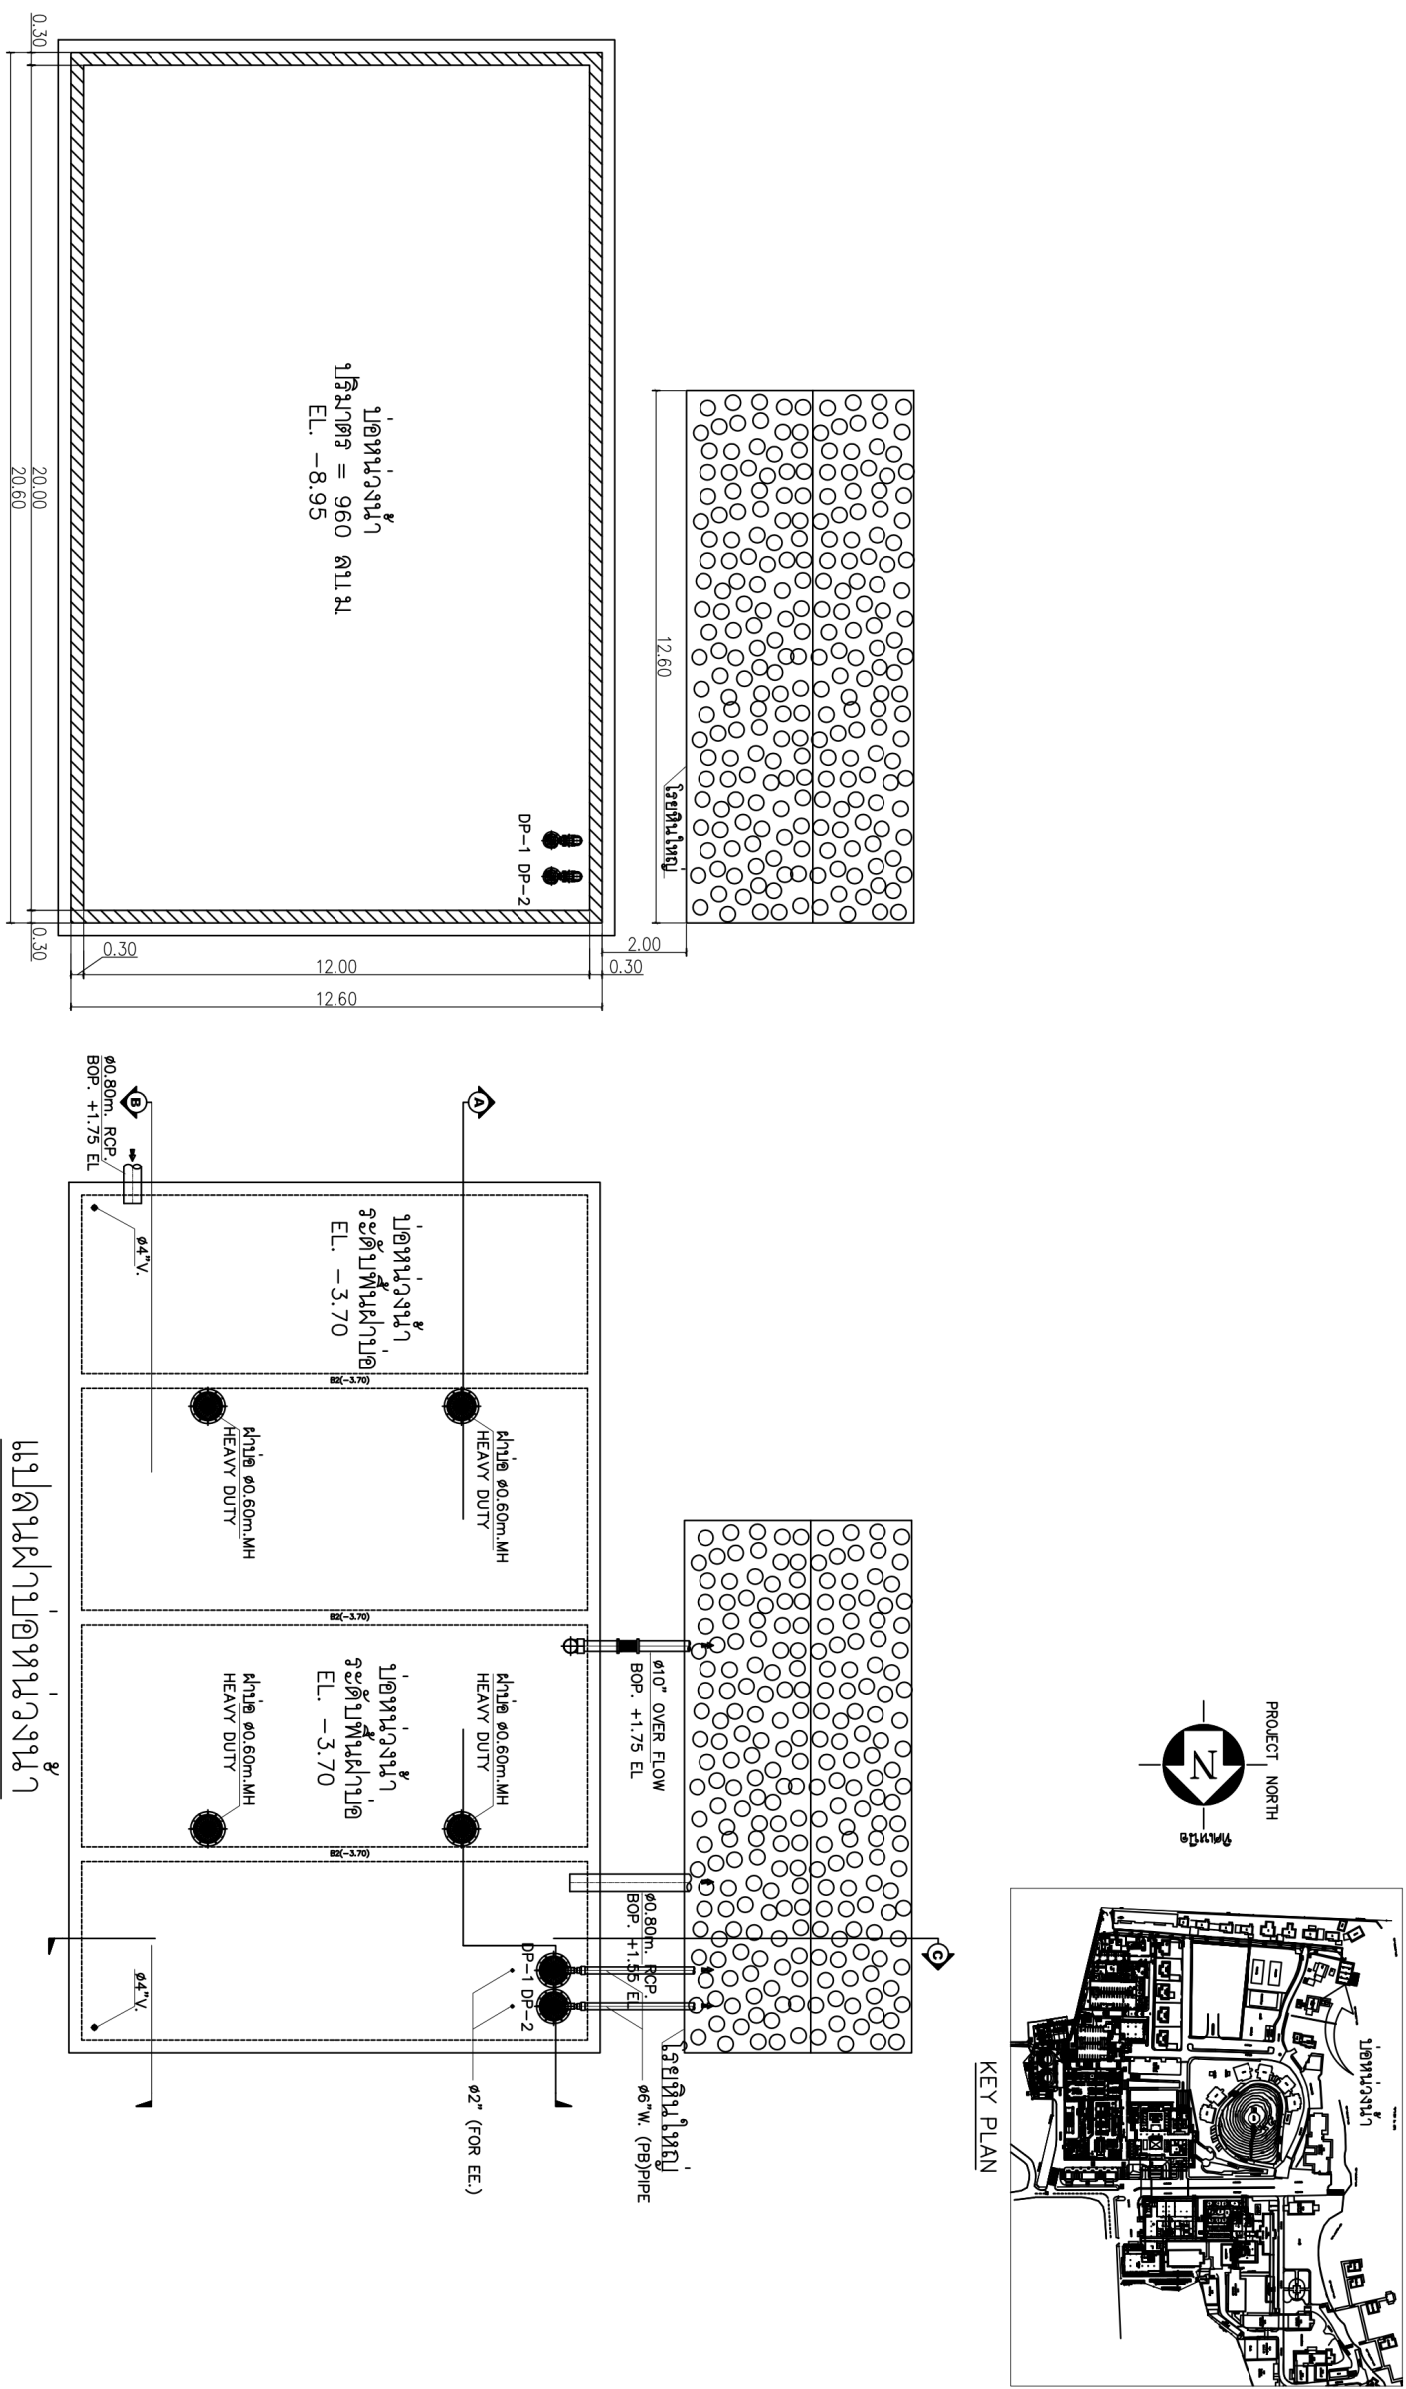 PROJECT NORTH
N
ทิศเหนือ
บ่อหน่วงน้ำ
KEY PLAN
12.60
โรยหินใหญ่
บ่อหน่วงน้ำ
ปริมาตร = 960 ลบ.ม.
EL. -8.95
DP-1 DP-2
0.30
20.00
0.30
20.60
0.30
12.00
0.30
12.60
2.00
C
Ø10" OVER FLOW
BOP. +1.75 EL
Ø0.80m. RCP.
BOP. +1.55 EL
โรยหินใหญ่
Ø6"W. (PB)PIPE
Ø2" (FOR EE.)
A
B
Ø0.80m. RCP.
BOP. +1.75 EL
บ่อหน่วงน้ำ
ระดับพื้นฝาบ่อ
EL. -3.70
Ø4"V.
B2(-3.70)
ฝาบ่อ Ø0.60m.MH
HEAVY DUTY
ฝาบ่อ Ø0.60m.MH
HEAVY DUTY
B2(-3.70)
บ่อหน่วงน้ำ
ระดับพื้นฝาบ่อ
EL. -3.70
ฝาบ่อ Ø0.60m.MH
HEAVY DUTY
ฝาบ่อ Ø0.60m.MH
HEAVY DUTY
B2(-3.70)
DP-1 DP-2
Ø4"V.
แปลนฝาบ่อหน่วงน้ำ